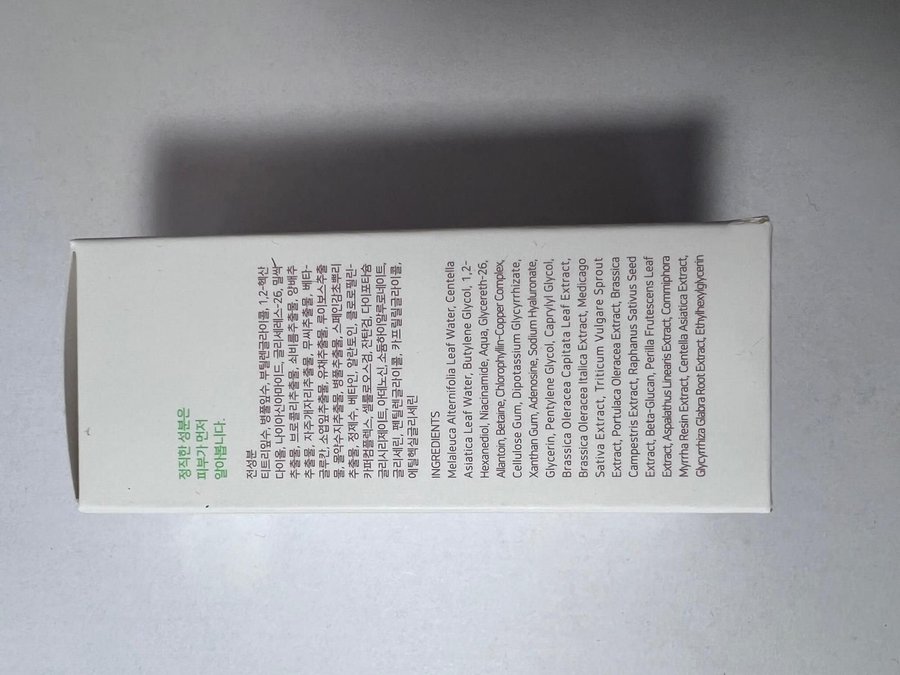 정직한 성분은
피부가 먼저
알아봅니다.
전성분
티트리잎수, 병풀잎수, 부틸렌글라이콜, 1,2-헥산
다이올, 나이아신아마이드, 글리세레스-26, 밀싹
추출물, 브로콜리추출물, 쇠비름추출물, 양배추
추출물, 자주개자리추출물, 무씨추출물, 베타-
글루칸, 소엽잎추출물, 유채추출물, 루이보스추출
물, 몰약수지추출물, 병풀추출물, 스페인감초뿌리
추출물, 정제수, 베타인, 알란토인, 클로로필린-
카퍼컴플렉스, 셀룰로오스검, 잔탄검, 다이포타슘
글리시리제이트, 아데노신, 소듐하이알루로네이트,
글리세린, 펜틸렌글라이콜, 카프릴릴글라이콜,
에틸헥실글리세린
INGREDIENTS
Melaleuca Alternifolia Leaf Water, Centella
Asiatica Leaf Water, Butylene Glycol, 1,2-
Hexanediol, Niacinamide, Aqua, Glycereth-26,
Allantoin, Betaine, Chlorophyllin-Copper Complex,
Cellulose Gum, Dipotassium Glycyrrhizate,
Xanthan Gum, Adenosine, Sodium Hyaluronate,
Glycerin, Pentylene Glycol, Caprylyl Glycol,
Brassica Oleracea Capitata Leaf Extract,
Brassica Oleracea Italica Extract, Medicago
Sativa Extract, Triticum Vulgare Sprout
Extract, Portulaca Oleracea Extract, Brassica
Campestris Extract, Raphanus Sativus Seed
Extract, Beta-Glucan, Perilla Frutescens Leaf
Extract, Aspalathus Linearis Extract, Commiphora
Myrrha Resin Extract, Centella Asiatica Extract,
Glycyrrhiza Glabra Root Extract, Ethylhexylglycerin